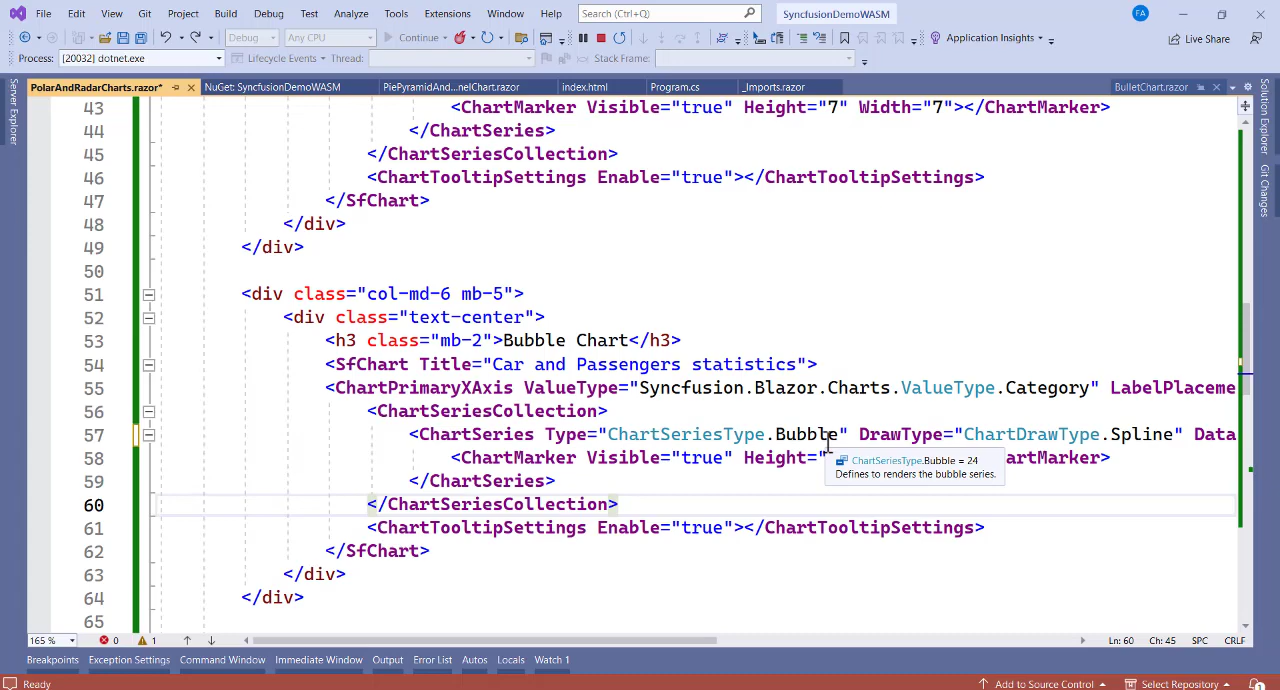 File Edit View Git Project Build Debug Test Analyze Tools Extensions Window Help Search (Ctrl+Q) SyncfusionDemoWASM FA
Debug Any CPU Continue Application Insights Live Share
Process: [20032] dotnet.exe Lifecycle Events Thread: Stack Frame:
PolarAndRadarCharts.razor* NuGet: SyncfusionDemoWASM PiePyramidAnd...nelChart.razor index.html Program.cs _Imports.razor BulletChart.razor
Server Explorer
Solution Explorer
Git Changes
43 <ChartMarker Visible="true" Height="7" Width="7"></ChartMarker>
44 </ChartSeries>
45 </ChartSeriesCollection>
46 <ChartTooltipSettings Enable="true"></ChartTooltipSettings>
47 </SfChart>
48 </div>
49 </div>
50
51 <div class="col-md-6 mb-5">
52 <div class="text-center">
53 <h3 class="mb-2">Bubble Chart</h3>
54 <SfChart Title="Car and Passengers statistics">
55 <ChartPrimaryXAxis ValueType="Syncfusion.Blazor.Charts.ValueType.Category" LabelPlaceme
56 <ChartSeriesCollection>
57 <ChartSeries Type="ChartSeriesType.Bubble" DrawType="ChartDrawType.Spline" Data
58 <ChartMarker Visible="true" Height=" artMarker>
ChartSeriesType.Bubble = 24
Defines to render the bubble series.
59 </ChartSeries>
60 </ChartSeriesCollection>
61 <ChartTooltipSettings Enable="true"></ChartTooltipSettings>
62 </SfChart>
63 </div>
64 </div>
65
165 % 0 1 Ln: 60 Ch: 45 SPC CRLF
Breakpoints Exception Settings Command Window Immediate Window Output Error List Autos Locals Watch 1
Ready Add to Source Control Select Repository 1